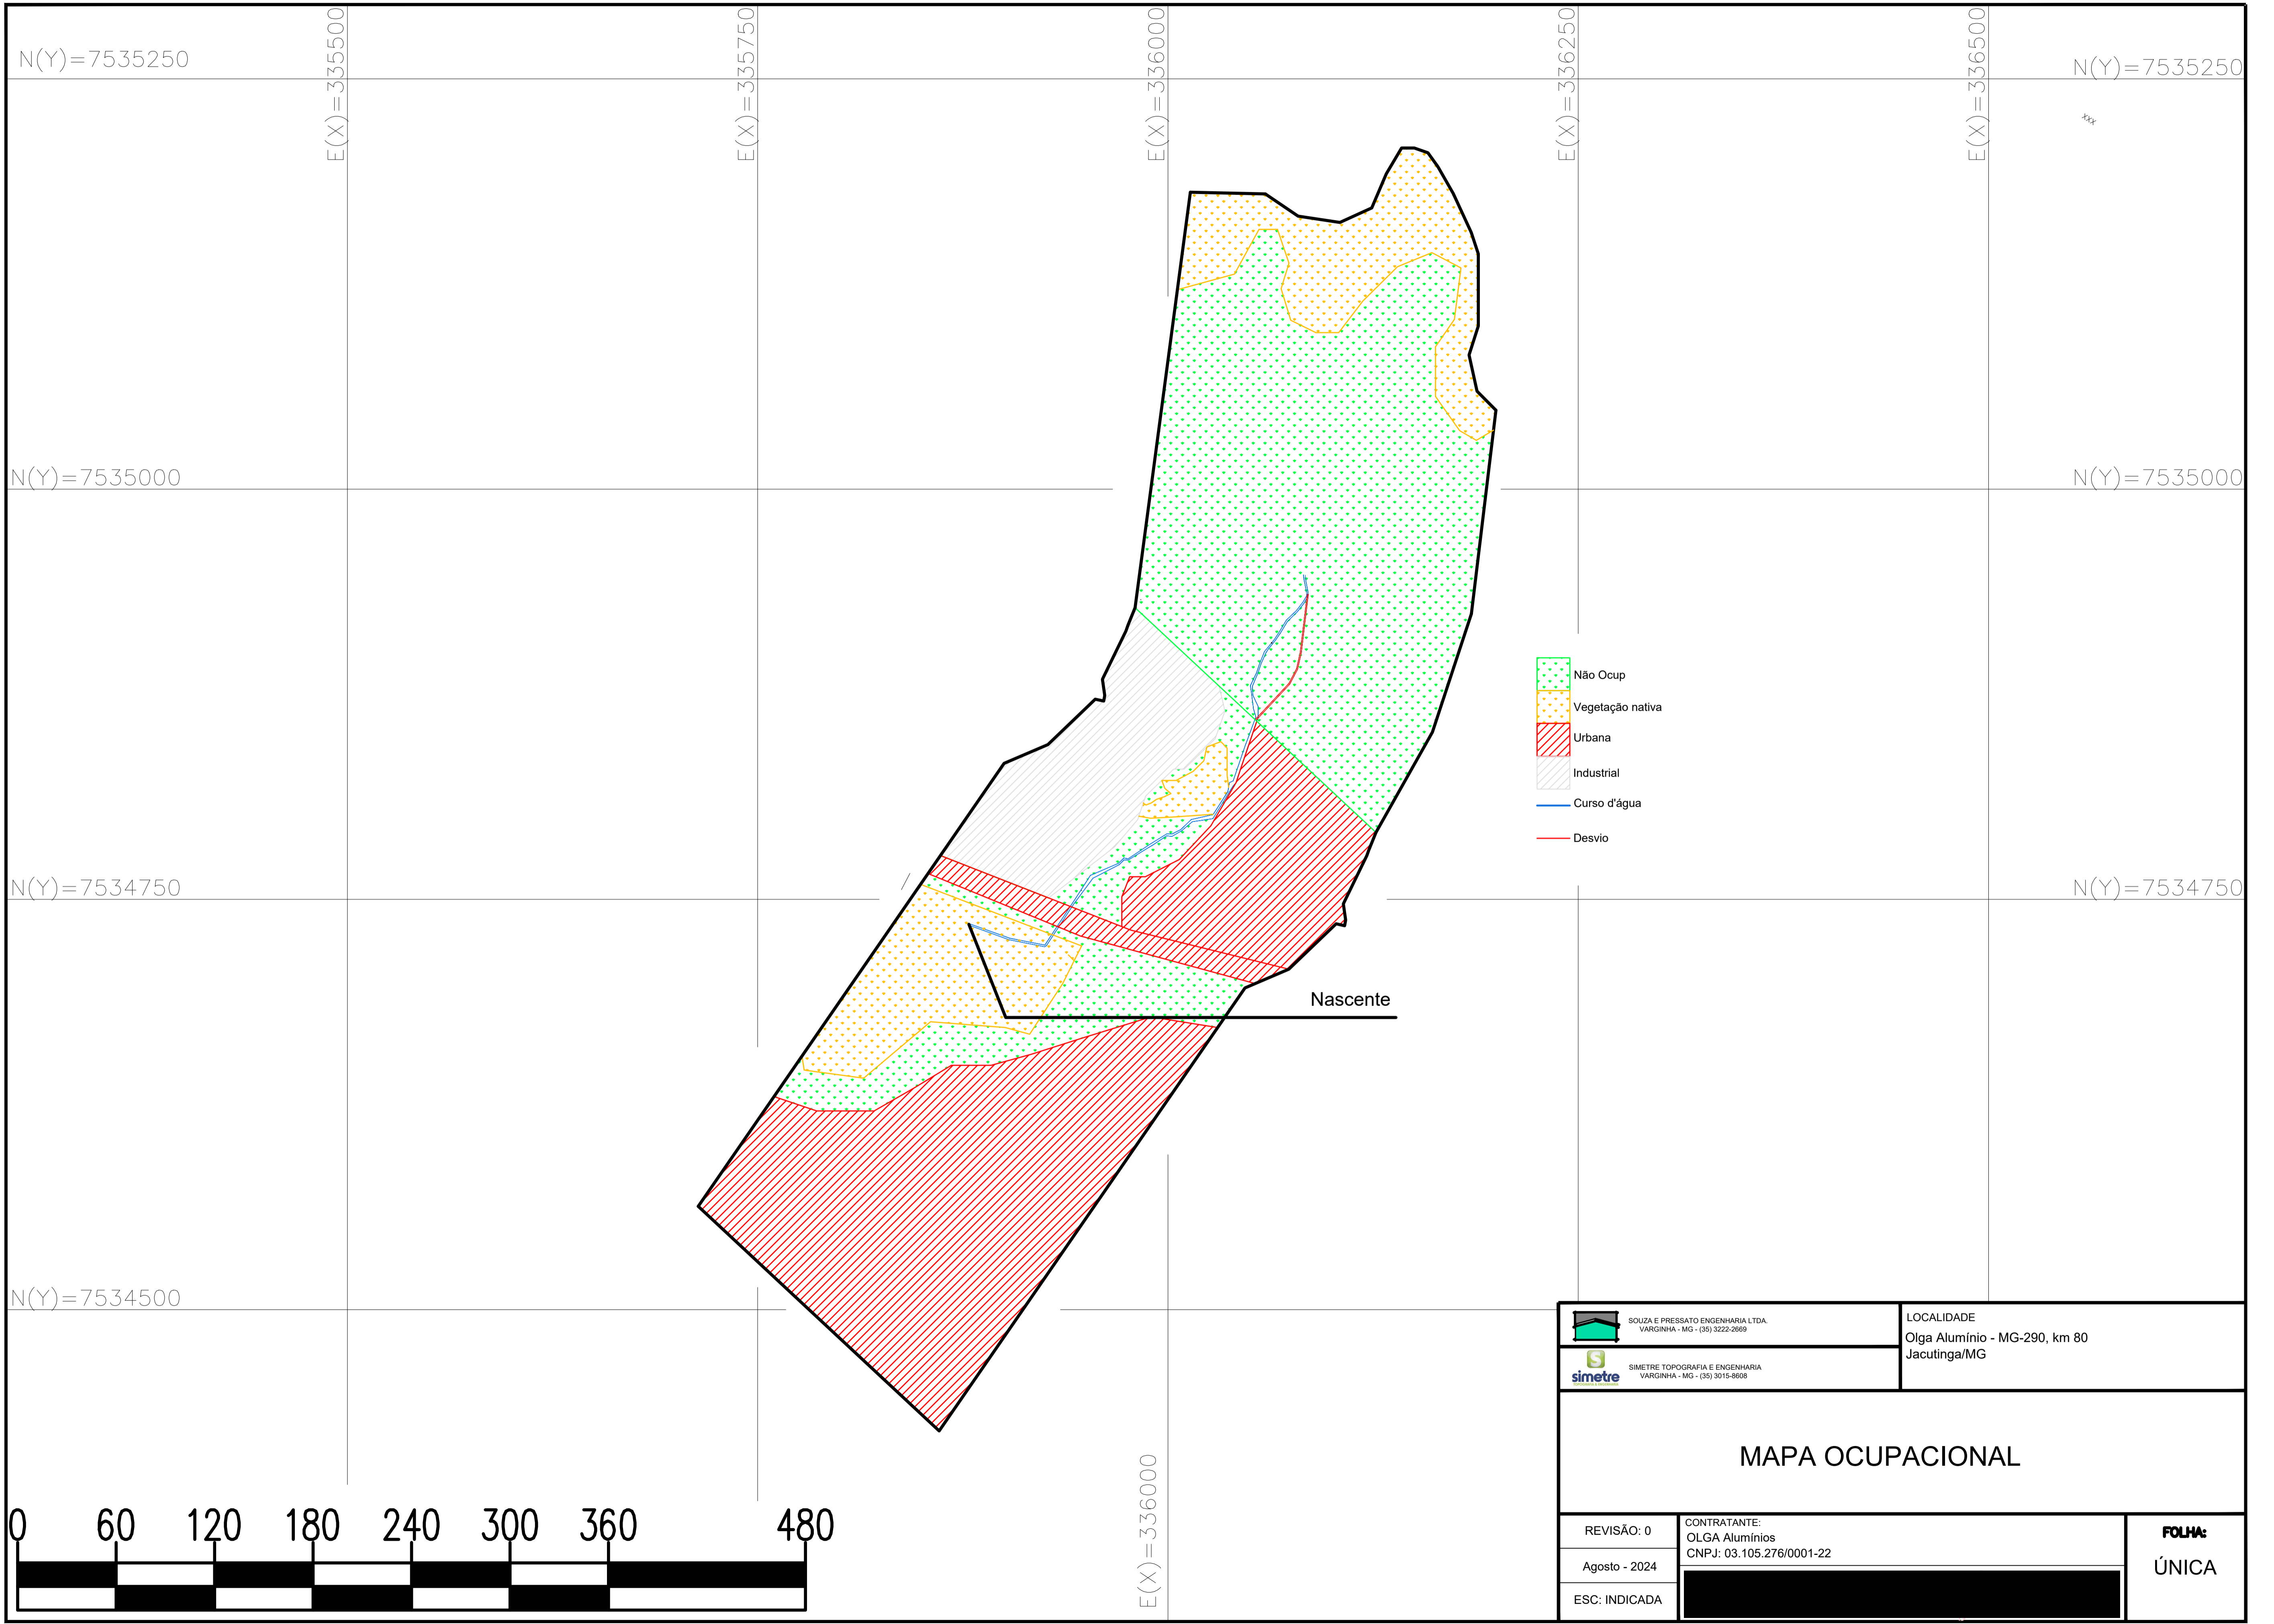 E(X)=335500
E(X)=335750
E(X)=336000
E(X)=336250
E(X)=336500
N(Y)=7535250
N(Y)=7535250
XXX
N(Y)=7535000
N(Y)=7535000
Não Ocup
Vegetação nativa
Urbana
Industrial
Curso d'água
Desvio
N(Y)=7534750
N(Y)=7534750
Nascente
N(Y)=7534500
E(X)=336000
0 60 120 180 240 300 360 480
SOUZA E PRESSATO ENGENHARIA LTDA.
VARGINHA - MG - (35) 3222-2669
S
simetre
SIMETRE TOPOGRAFIA E ENGENHARIA
VARGINHA - MG - (35) 3015-8608
LOCALIDADE
Olga Alumínio - MG-290, km 80
Jacutinga/MG
MAPA OCUPACIONAL
REVISÃO: 0
Agosto - 2024
ESC: INDICADA
CONTRATANTE:
OLGA Alumínios
CNPJ: 03.105.276/0001-22
FOLHA:
ÚNICA